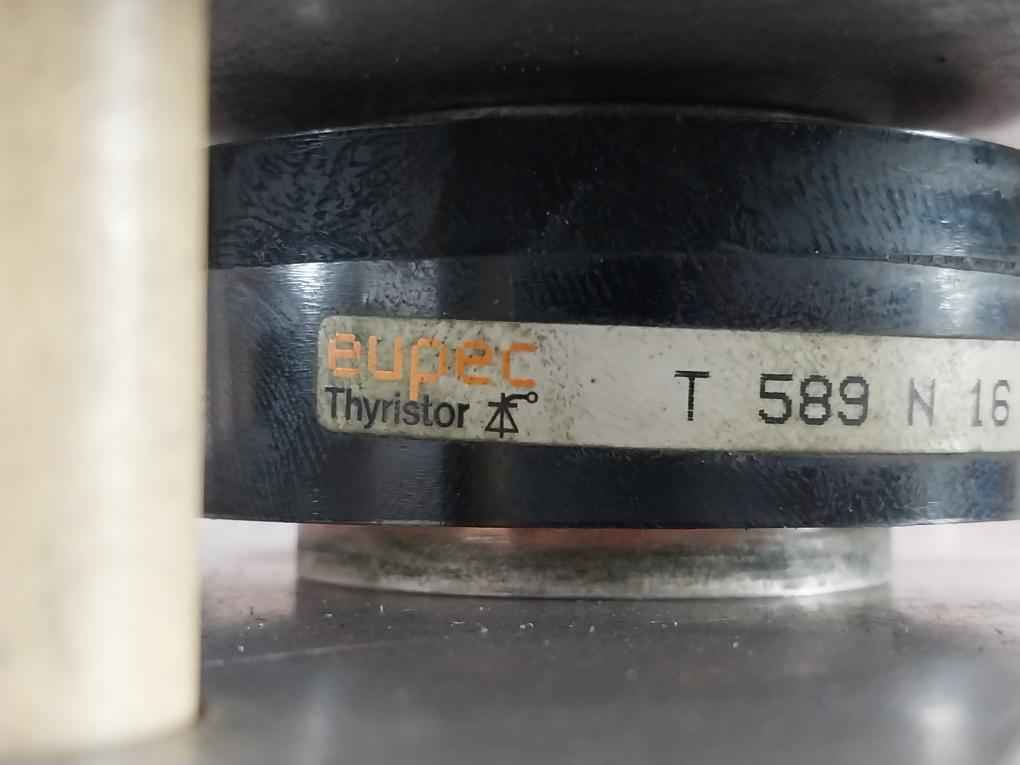 eupec
Thyristor
T 589 N 16